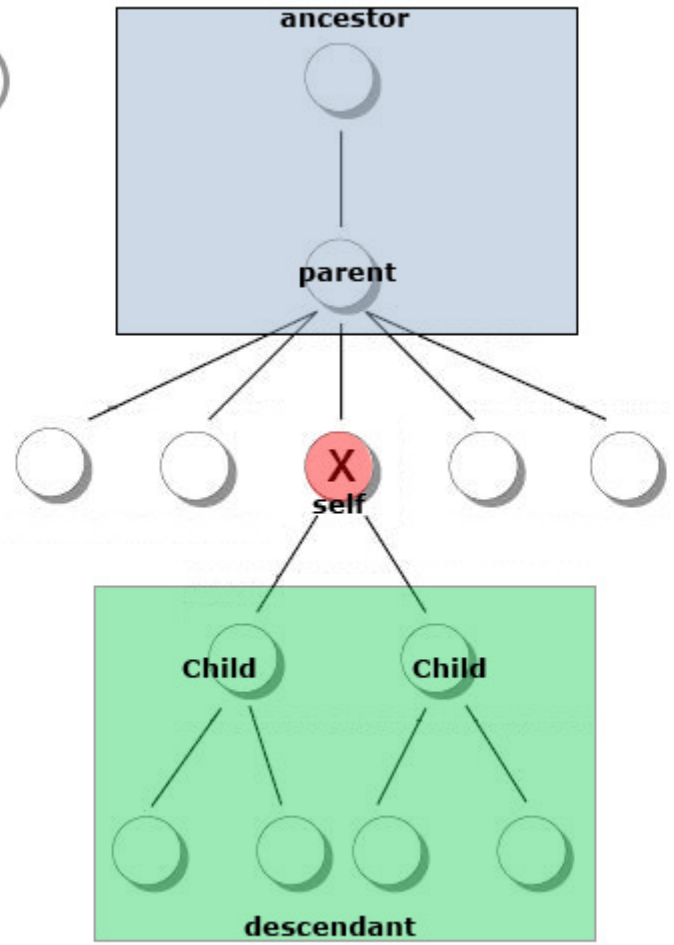 ancestor
parent
X
self
Child
Child
descendant